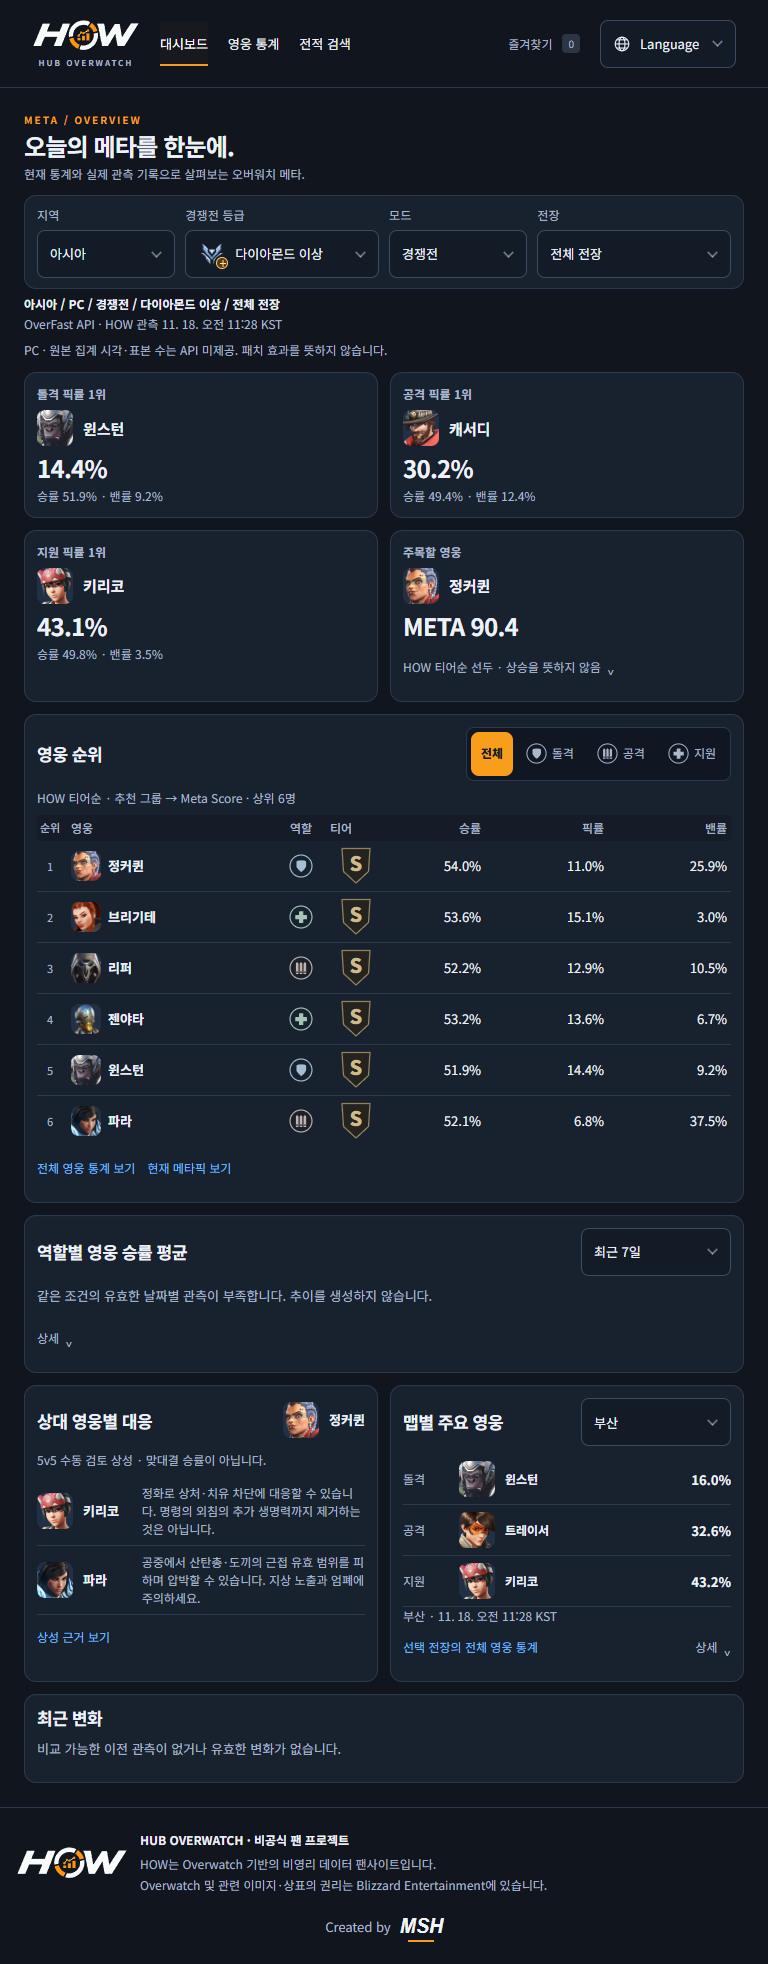 HOW
HUB OVERWATCH
대시보드 영웅 통계 전적 검색 즐겨찾기 0 Language
META / OVERVIEW
오늘의 메타를 한눈에.
현재 통계와 실제 관측 기록으로 살펴보는 오버워치 메타.
지역 경쟁전 등급 모드 전장
아시아 다이아몬드 이상 경쟁전 전체 전장
아시아 / PC / 경쟁전 / 다이아몬드 이상 / 전체 전장
OverFast API · HOW 관측 11. 18. 오전 11:28 KST
PC · 원본 집계 시각·표본 수는 API 미제공. 패치 효과를 뜻하지 않습니다.
돌격 픽률 1위
윈스턴
14.4%
승률 51.9% · 밴률 9.2%
공격 픽률 1위
캐서디
30.2%
승률 49.4% · 밴률 12.4%
지원 픽률 1위
키리코
43.1%
승률 49.8% · 밴률 3.5%
주목할 영웅
정커퀸
META 90.4
HOW 티어순 선두 · 상승을 뜻하지 않음
영웅 순위
전체 돌격 공격 지원
HOW 티어순 · 추천 그룹 → Meta Score · 상위 6명
순위 영웅 역할 티어 승률 픽률 밴률
1 정커퀸 S 54.0% 11.0% 25.9%
2 브리기테 S 53.6% 15.1% 3.0%
3 리퍼 S 52.2% 12.9% 10.5%
4 젠야타 S 53.2% 13.6% 6.7%
5 윈스턴 S 51.9% 14.4% 9.2%
6 파라 S 52.1% 6.8% 37.5%
전체 영웅 통계 보기 현재 메타픽 보기
역할별 영웅 승률 평균
최근 7일
같은 조건의 유효한 날짜별 관측이 부족합니다. 추이를 생성하지 않습니다.
상세
상대 영웅별 대응
정커퀸
5v5 수동 검토 상성 · 맞대결 승률이 아닙니다.
키리코
정화로 상처·치유 차단에 대응할 수 있습니
다. 명령의 외침의 추가 생명력까지 제거하는
것은 아닙니다.
파라
공중에서 산탄총·도끼의 근접 유효 범위를 피
하며 압박할 수 있습니다. 지상 노출과 엄폐에
주의하세요.
상성 근거 보기
맵별 주요 영웅
부산
돌격 윈스턴 16.0%
공격 트레이서 32.6%
지원 키리코 43.2%
부산 · 11. 18. 오전 11:28 KST
선택 전장의 전체 영웅 통계 상세
최근 변화
비교 가능한 이전 관측이 없거나 유효한 변화가 없습니다.
HOW
HUB OVERWATCH · 비공식 팬 프로젝트
HOW는 Overwatch 기반의 비영리 데이터 팬사이트입니다.
Overwatch 및 관련 이미지·상표의 권리는 Blizzard Entertainment에 있습니다.
Created by MSH